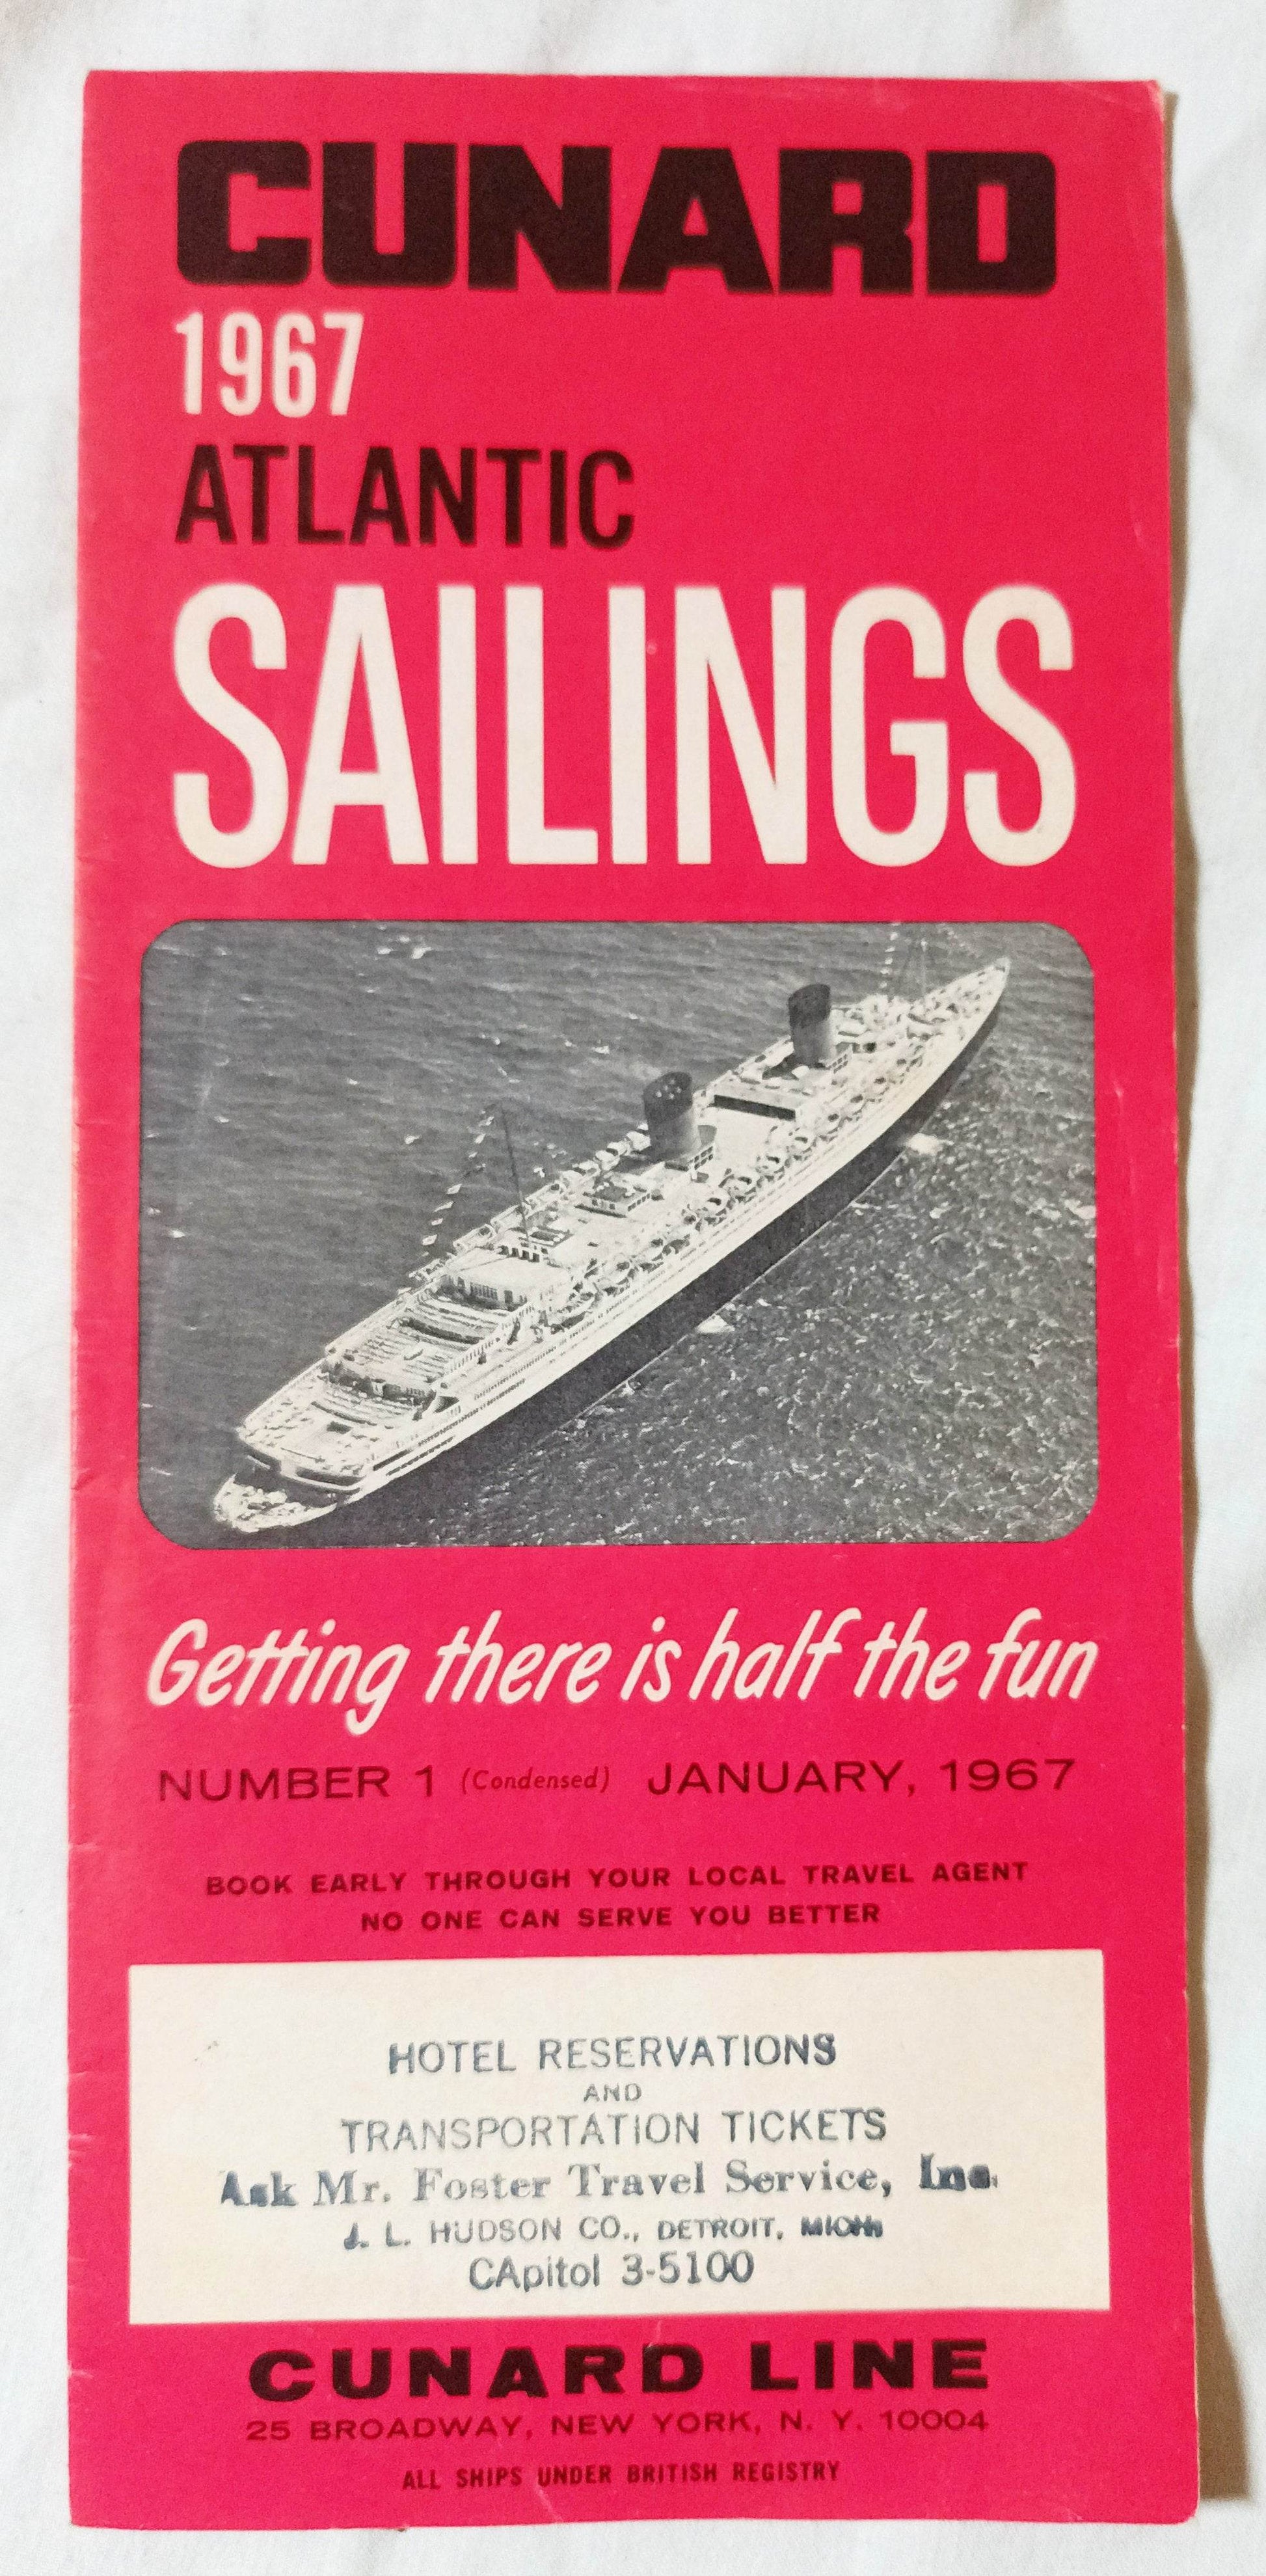 CUNARD
1967
ATLANTIC
SAILINGS
Getting there is half the fun
NUMBER 1 (Condensed) JANUARY, 1967
BOOK EARLY THROUGH YOUR LOCAL TRAVEL AGENT
NO ONE CAN SERVE YOU BETTER
HOTEL RESERVATIONS
AND
TRANSPORTATION TICKETS
Ask Mr. Foster Travel Service, Inc.
J. L. HUDSON CO., DETROIT, MICH.
CApitol 3-5100
CUNARD LINE
25 BROADWAY, NEW YORK, N. Y. 10004
ALL SHIPS UNDER BRITISH REGISTRY